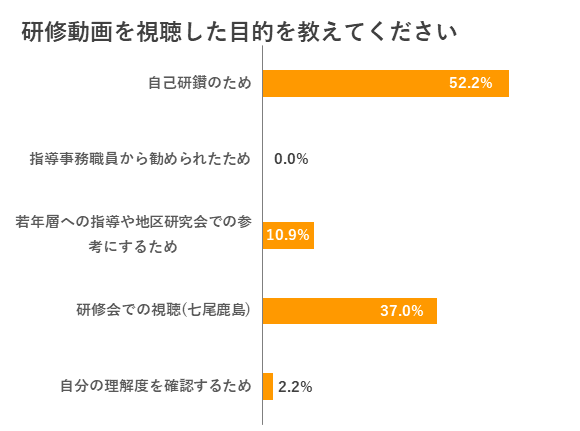 研修動画を視聴した目的を教えてください
自己研鑽のため
52.2%
指導事務職員から勧められたため
0.0%
若年層への指導や地区研究会での参
考にするため
10.9%
研修会での視聴(七尾鹿島)
37.0%
自分の理解度を確認するため
2.2%